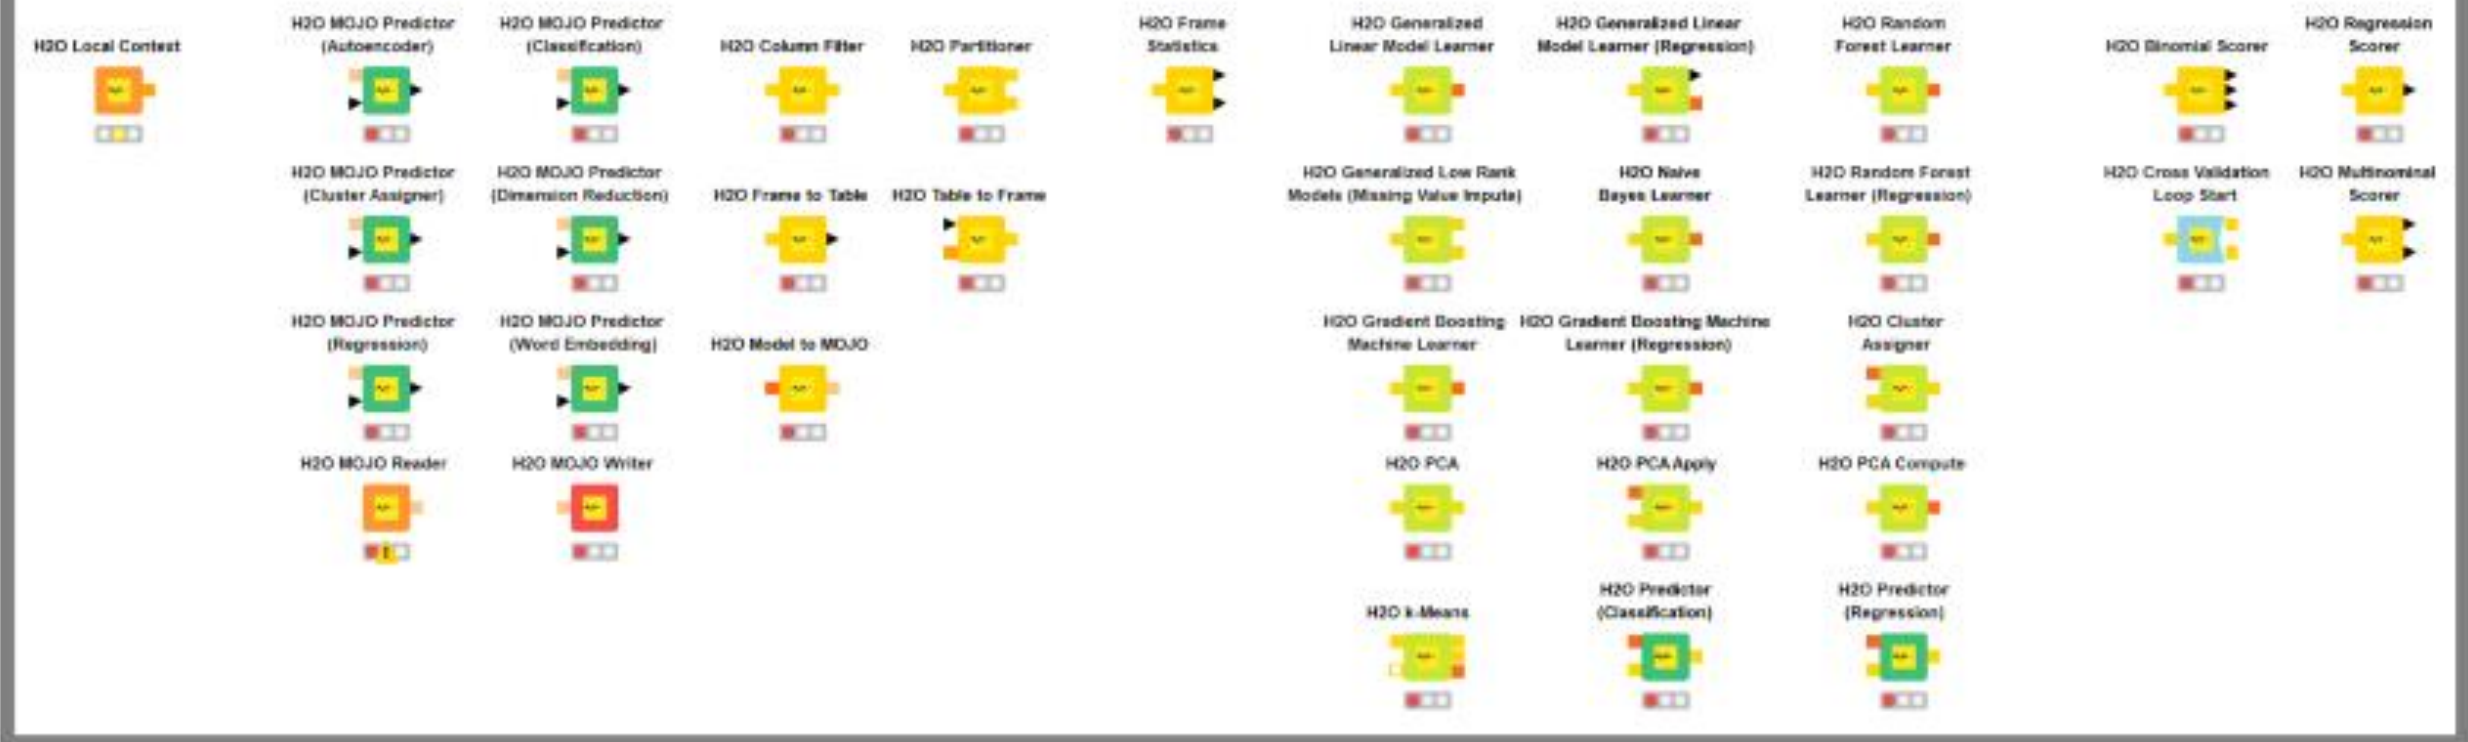 H2O Local Context
H2O MOJO Predictor
(Autoencoder)
H2O MOJO Predictor
(Classification)
H2O Column Filter
H2O Partitioner
H2O Frame
Statistics
H2O Generalized
Linear Model Learner
H2O Generalized Linear
Model Learner (Regression)
H2O Random
Forest Learner
H2O Binomial Scorer
H2O Regression
Scorer
H2O MOJO Predictor
(Cluster Assigner)
H2O MOJO Predictor
(Dimension Reduction)
H2O Frame to Table
H2O Table to Frame
H2O Generalized Low Rank
Models (Missing Value Impute)
H2O Naive
Bayes Learner
H2O Random Forest
Learner (Regression)
H2O Cross Validation
Loop Start
H2O Multinominal
Scorer
H2O MOJO Predictor
(Regression)
H2O MOJO Predictor
(Word Embedding)
H2O Model to MOJO
H2O Gradient Boosting
Machine Learner
H2O Gradient Boosting Machine
Learner (Regression)
H2O Cluster
Assigner
H2O MOJO Reader
H2O MOJO Writer
H2O PCA
H2O PCA Apply
H2O PCA Compute
H2O k-Means
H2O Predictor
(Classification)
H2O Predictor
(Regression)